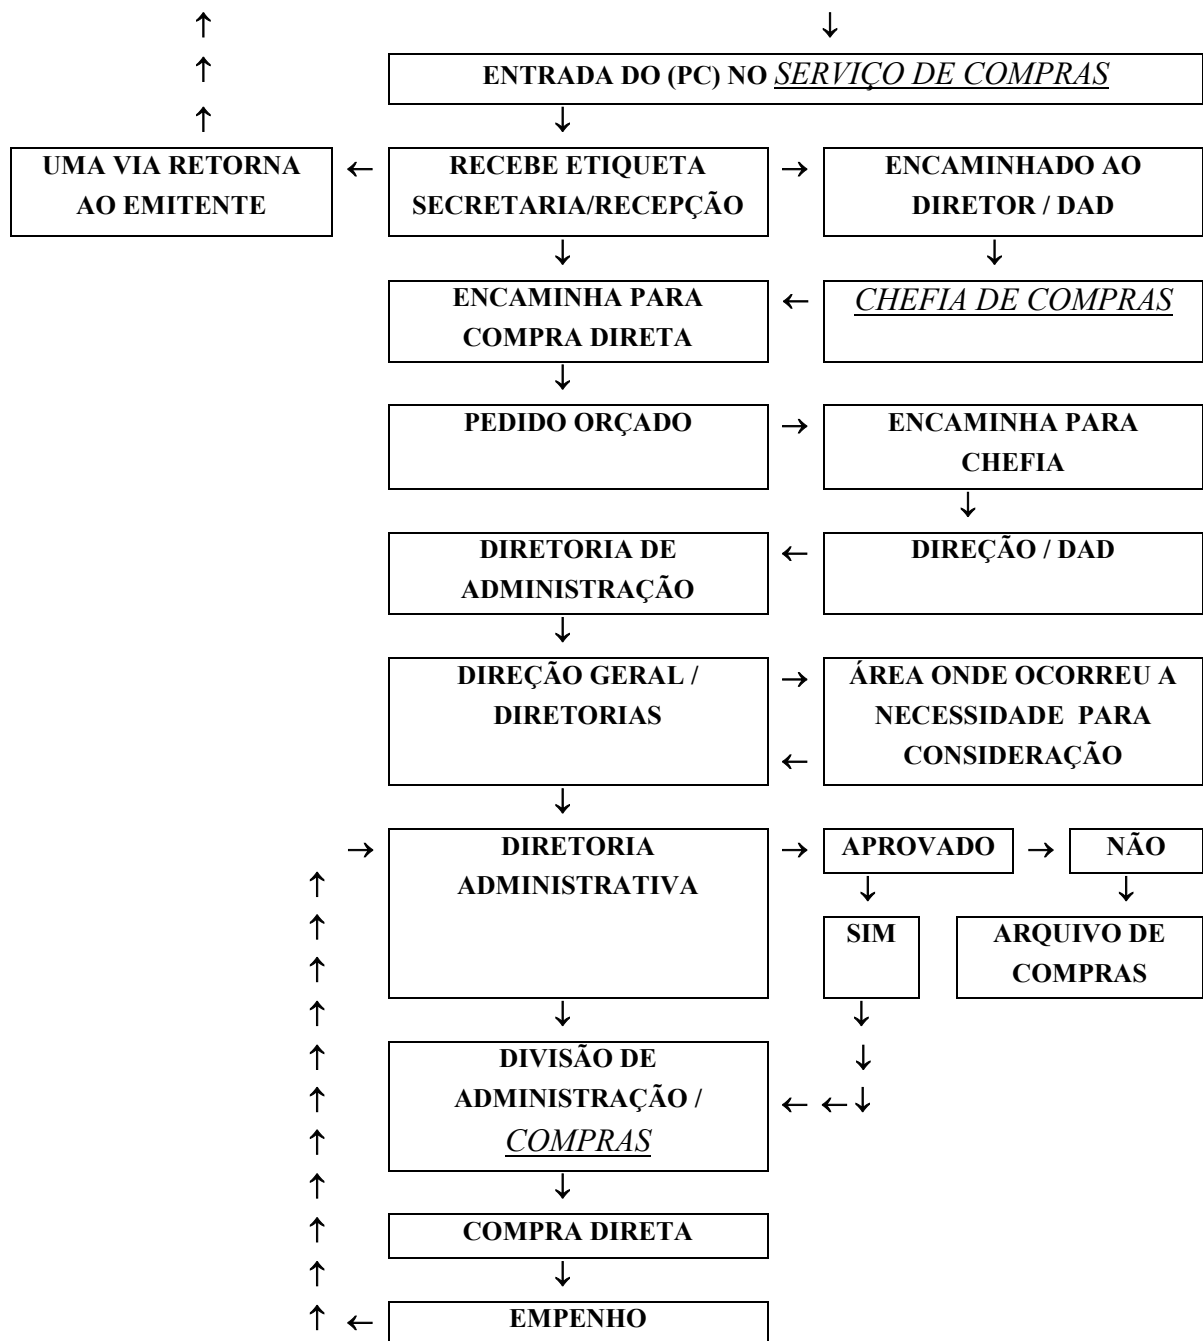 ↑ ↓
↑
ENTRADA DO (PC) NO SERVIÇO DE COMPRAS
↑ ↓
UMA VIA RETORNA
AO EMITENTE
←
RECEBE ETIQUETA
SECRETARIA/RECEPÇÃO
→
ENCAMINHADO AO
DIRETOR / DAD
↓ ↓
ENCAMINHA PARA
COMPRA DIRETA
←
CHEFIA DE COMPRAS
↓
PEDIDO ORÇADO
→
ENCAMINHA PARA
CHEFIA
↓
DIRETORIA DE
ADMINISTRAÇÃO
←
DIREÇÃO / DAD
↓
DIREÇÃO GERAL /
DIRETORIAS
→
←
ÁREA ONDE OCORREU A
NECESSIDADE PARA
CONSIDERAÇÃO
↓
→
DIRETORIA
ADMINISTRATIVA
→
APROVADO
→
NÃO
↑ ↓ ↓
↑
SIM
ARQUIVO DE
COMPRAS
↑
↑ ↓ ↓
↑
DIVISÃO DE
ADMINISTRAÇÃO /
COMPRAS
↓
↑ ← ← ↓
↑
↑ ↓
↑
COMPRA DIRETA
↑ ↓
↑ ←
EMPENHO